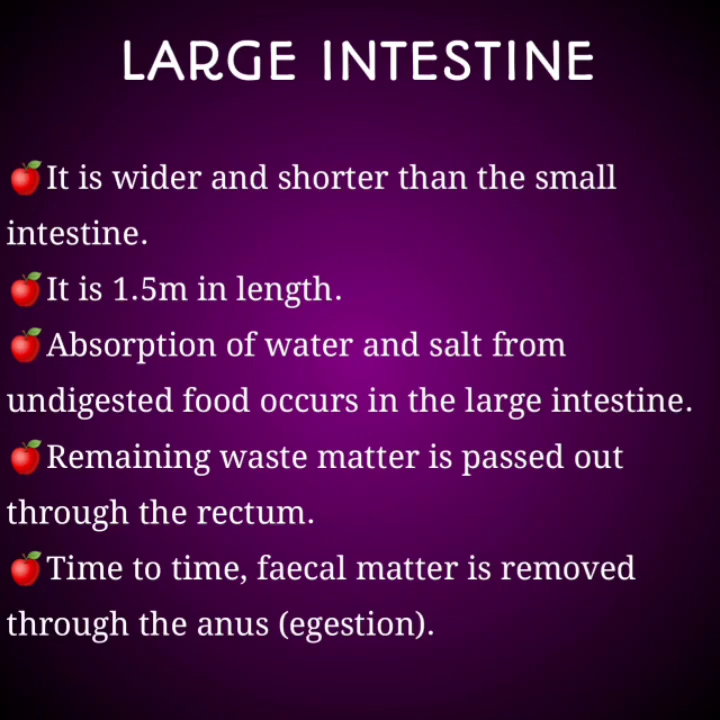 LARGE INTESTINE
🍎It is wider and shorter than the small
intestine.
🍎It is 1.5m in length.
🍎Absorption of water and salt from
undigested food occurs in the large intestine.
🍎Remaining waste matter is passed out
through the rectum.
🍎Time to time, faecal matter is removed
through the anus (egestion).